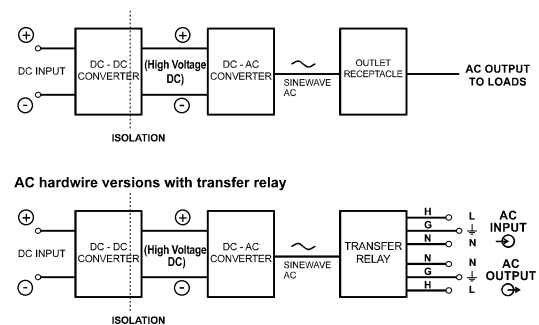 DC INPUT
DC - DC
CONVERTER
(High Voltage
DC)
DC - AC
CONVERTER
SINEWAVE
AC
OUTLET
RECEPTACLE
AC OUTPUT
TO LOADS
ISOLATION
AC hardwire versions with transfer relay
DC INPUT
DC - DC
CONVERTER
(High Voltage
DC)
DC - AC
CONVERTER
SINEWAVE
AC
TRANSFER
RELAY
H L
G
N N
AC
INPUT
N N
G
H L
AC
OUTPUT
ISOLATION